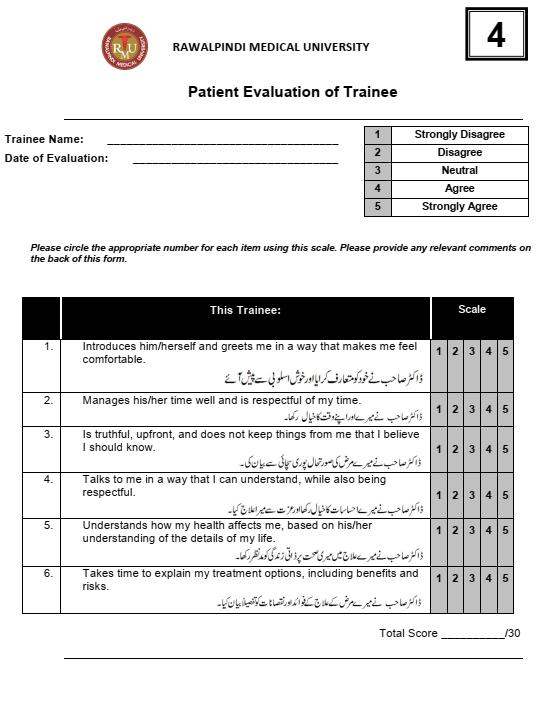 RAWALPINDI MEDICAL UNIVERSITY
4
Patient Evaluation of Trainee
Trainee Name: ___________________________________
Date of Evaluation: _______________________________
1 Strongly Disagree
2 Disagree
3 Neutral
4 Agree
5 Strongly Agree
Please circle the appropriate number for each item using this scale. Please provide any relevant comments on
the back of this form.
This Trainee: Scale
1. Introduces him/herself and greets me in a way that makes me feel
comfortable.
1 2 3 4 5
ڈاکٹر صاحب نے خود کو متعارف کرایا اور خوش اسلوبی سے پیش آئے
2. Manages his/her time well and is respectful of my time.
1 2 3 4 5
ڈاکٹر صاحب نے میرے اور اپنے وقت کا خیال رکھا۔
3. Is truthful, upfront, and does not keep things from me that I believe
I should know.
1 2 3 4 5
ڈاکٹر صاحب نے میرے مرض کی صورتحال پوری سچائی سے بیان کی۔
4. Talks to me in a way that I can understand, while also being
respectful.
1 2 3 4 5
ڈاکٹر صاحب نے میرے احساسات کا خیال رکھا اور عزت سے میرا علاج کیا۔
5. Understands how my health affects me, based on his/her
understanding of the details of my life.
1 2 3 4 5
ڈاکٹر صاحب نے میرے علاج میں میری صحت پر ذاتی زندگی کو مدنظر رکھا۔
6. Takes time to explain my treatment options, including benefits and
risks.
1 2 3 4 5
ڈاکٹر صاحب نے میرے مرض کے علاج کے فوائد اور نقصانات کو تفصیلاً بیان کیا۔
Total Score __________/30